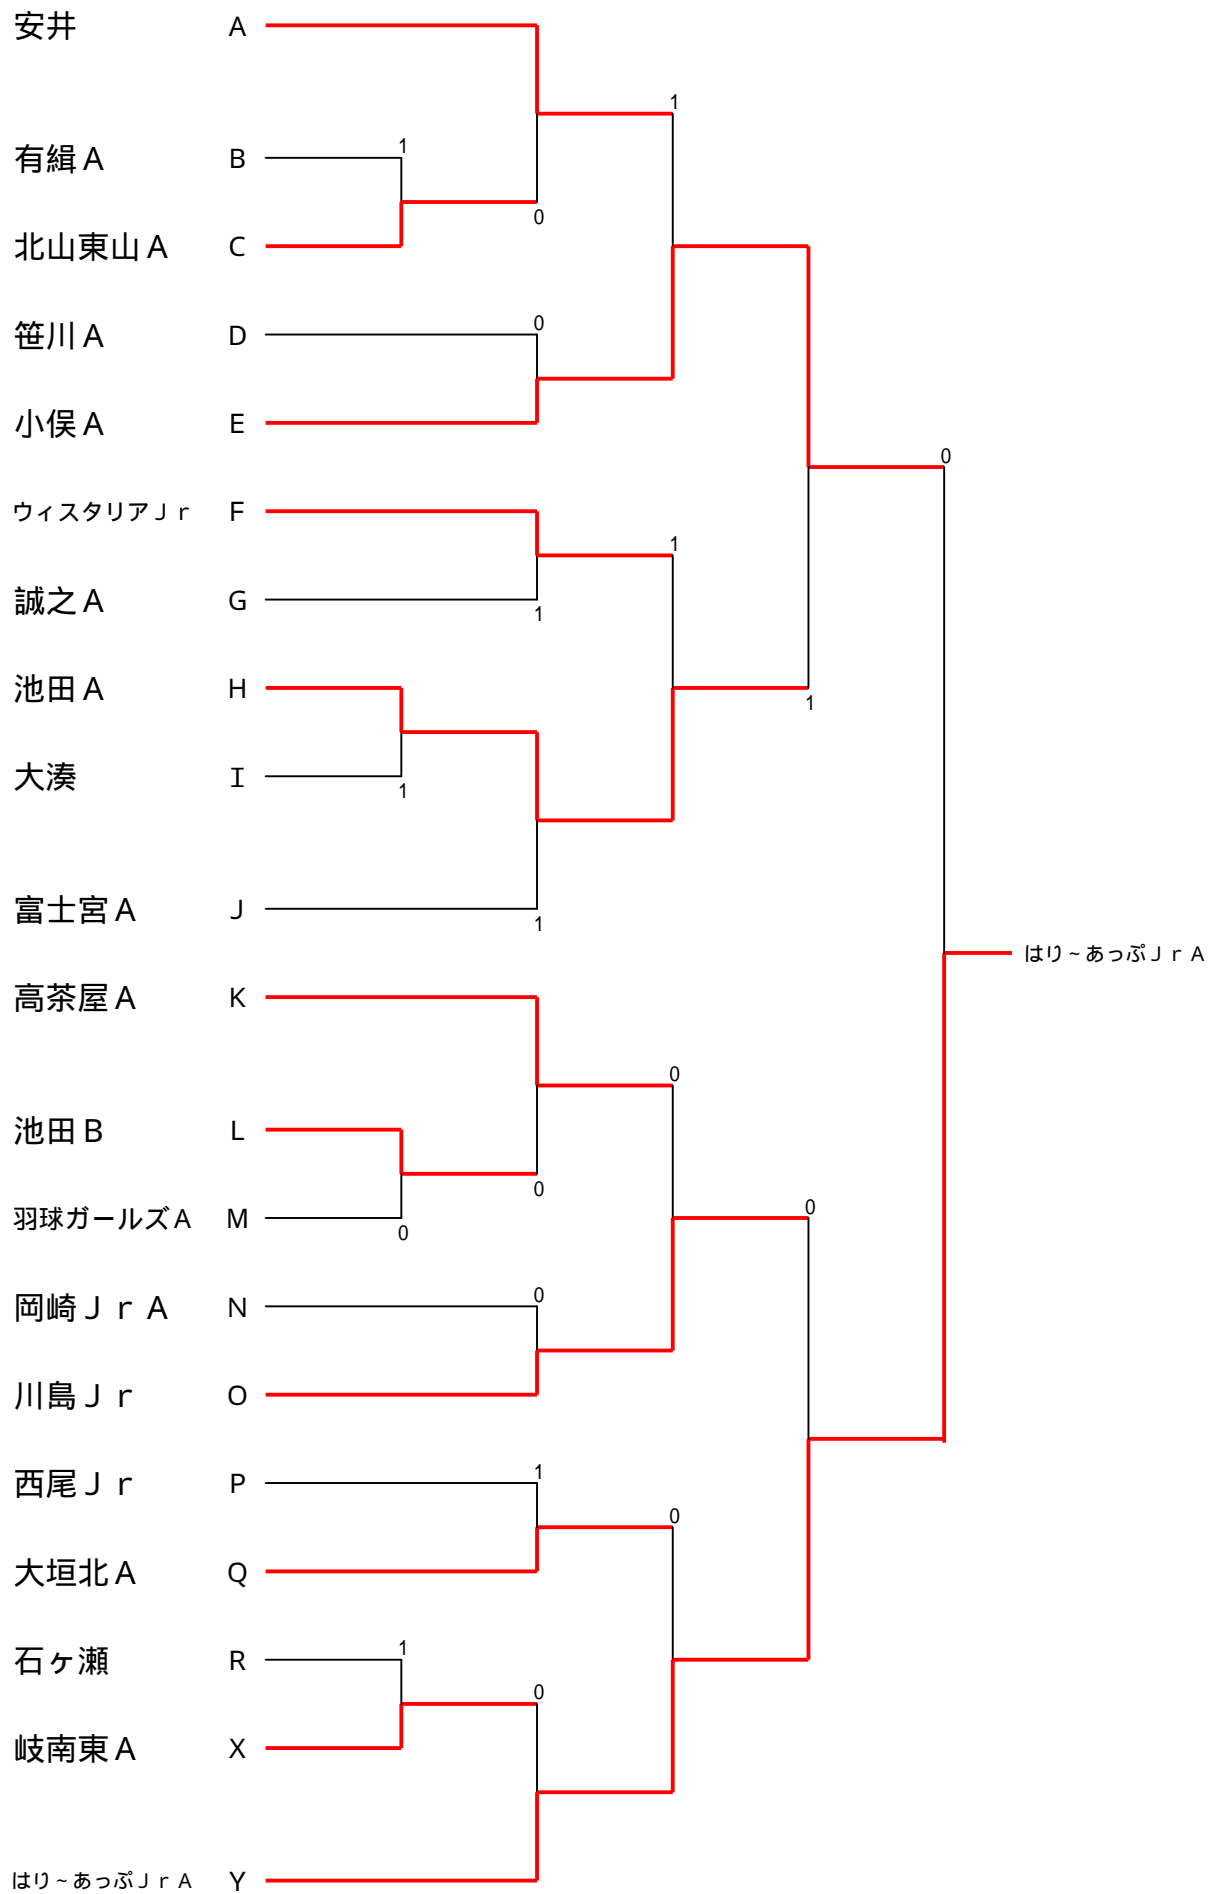 安井 A
1
有緝A B 1
0
北山東山A C
笹川A D 0
小俣A E
0
ウィスタリアＪｒ F
1
誠之A G 1
池田A H
1
大湊 I 1
富士宮A J 1
はり~あっぷＪｒA
高茶屋A K
0
池田B L
0
0
羽球ガールズA M 0
岡崎ＪｒA N 0
川島Ｊｒ O
西尾Ｊｒ P 1
0
大垣北A Q
石ヶ瀬 R 1
0
岐南東A X
はり~あっぷＪｒA Y